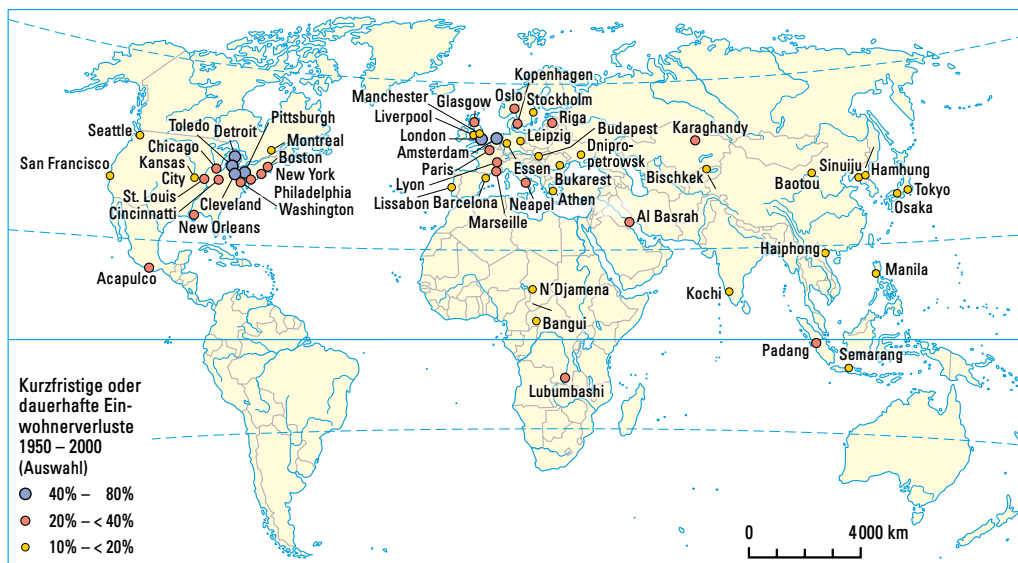 Kopenhagen
Manchester
Glasgow
Oslo
Stockholm
Pittsburgh
Liverpool
Riga
Toledo
Detroit
Seattle
Montreal
London
Leipzig
Budapest
Karaghandy
Chicago
Boston
Amsterdam
Dnipro-
petrowsk
San Francisco
Kansas
City
New York
Paris
Essen
Bischkek
Sinuiju
Hamhung
Baotou
St. Louis
Philadelphia
Lyon
Bukarest
Tokyo
Cincinnatti
Cleveland
Washington
Lissabon
Barcelona
Neapel
Athen
Osaka
New Orleans
Marseille
Al Basrah
Haiphong
Acapulco
Manila
N'Djamena
Kochi
Bangui
Padang
Semarang
Lubumbashi
Kurzfristige oder
dauerhafte Ein-
wohnerverluste
1950 – 2000
(Auswahl)
40% – 80%
20% – < 40%
10% – < 20%
0 4000 km